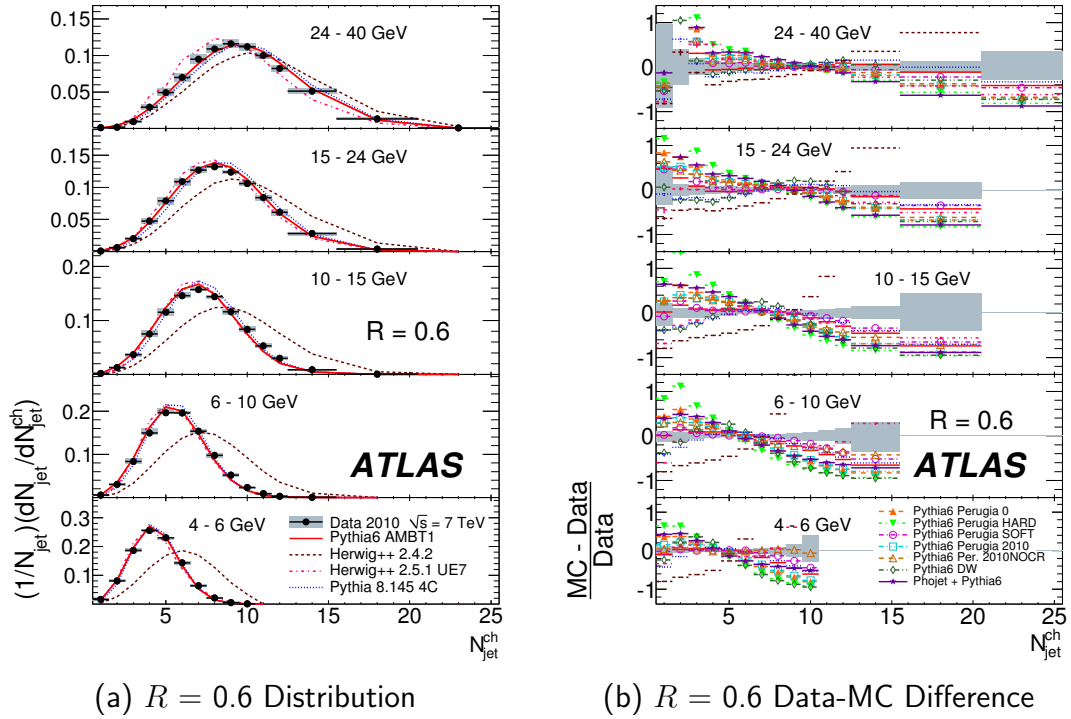 24 - 40 GeV
0.15
0.1
0.05
15 - 24 GeV
0.15
0.1
0.05
10 - 15 GeV
0.2
0.1
0
R = 0.6
6 - 10 GeV
0.2
0.1
0
ATLAS
4 - 6 GeV
0.3
0.2
0.1
0
(1/N_jet)(dN_jet/dN^ch_jet)
Data 2010 √s = 7 TeV
Pythia6 AMBT1
Herwig++ 2.4.2
Herwig++ 2.5.1 UE7
Pythia 8.145 4C
5 10 15 20 25
N^ch_jet
(a) R = 0.6 Distribution
24 - 40 GeV
1
0
-1
15 - 24 GeV
1
0
-1
10 - 15 GeV
1
0
-1
6 - 10 GeV
1
0
-1
R = 0.6
ATLAS
4 - 6 GeV
1
0
-1
MC - Data
Data
Pythia6 Perugia 0
Pythia6 Perugia HARD
Pythia6 Perugia SOFT
Pythia6 Perugia 2010
Pythia6 Per. 2010NOCR
Pythia6 DW
Phojet + Pythia6
5 10 15 20 25
N^ch_jet
(b) R = 0.6 Data-MC Difference